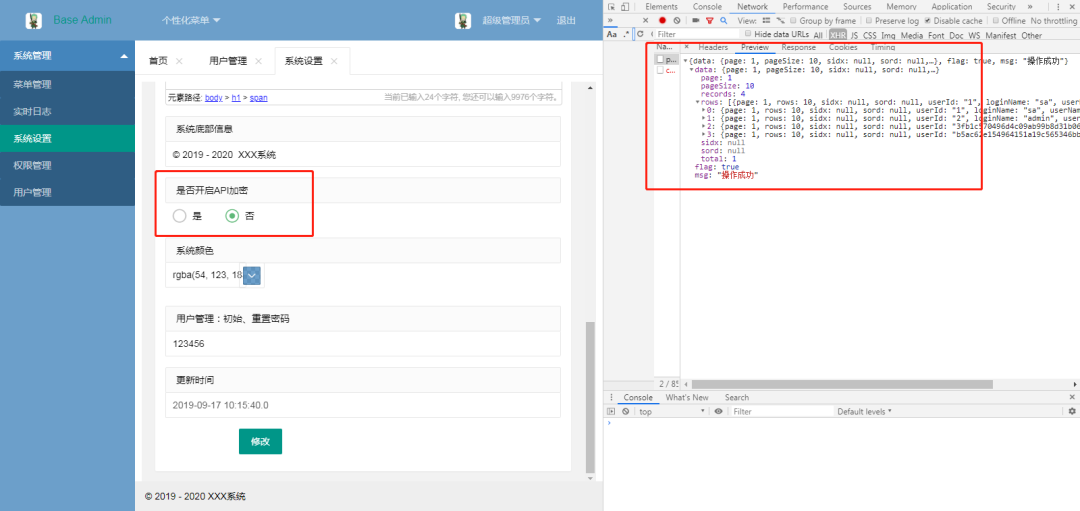 Base Admin
个性化菜单
超级管理员
退出
系统管理
菜单管理
实时日志
系统设置
权限管理
用户管理
首页
用户管理
系统设置
元素路径: body > h1 > span
当前已输入24个字符, 您还可以输入9976个字符。
系统底部信息
© 2019 - 2020 XXX系统
是否开启API加密
是
否
系统颜色
rgba(54, 123, 18
用户管理：初始、重置密码
123456
更新时间
2019-09-17 10:15:40.0
修改
© 2019 - 2020 XXX系统
Elements Console Network Performance Sources Memory Application Security »
View: Group by frame Preserve log Disable cache Offline No throttling
Aa .* Filter Hide data URLs All XHR JS CSS Img Media Font Doc WS Manifest Other
Na... × Headers Preview Response Cookies Timing
p...
c...
{data: {page: 1, pageSize: 10, sidx: null, sord: null,…}, flag: true, msg: "操作成功"}
data: {page: 1, pageSize: 10, sidx: null, sord: null,…}
page: 1
pageSize: 10
records: 4
rows: [{page: 1, rows: 10, sidx: null, sord: null, userId: "1", loginName: "sa", use
0: {page: 1, rows: 10, sidx: null, sord: null, userId: "1", loginName: "sa", userNam
1: {page: 1, rows: 10, sidx: null, sord: null, userId: "2", loginName: "admin", use
2: {page: 1, rows: 10, sidx: null, sord: null, userId: "3fb1c570496d4c09ab99b8d31b06
3: {page: 1, rows: 10, sidx: null, sord: null, userId: "b5ac62e154964151a19c565346bb
sidx: null
sord: null
total: 1
flag: true
msg: "操作成功"
2 / 85
Console What's New Search
top Filter Default levels